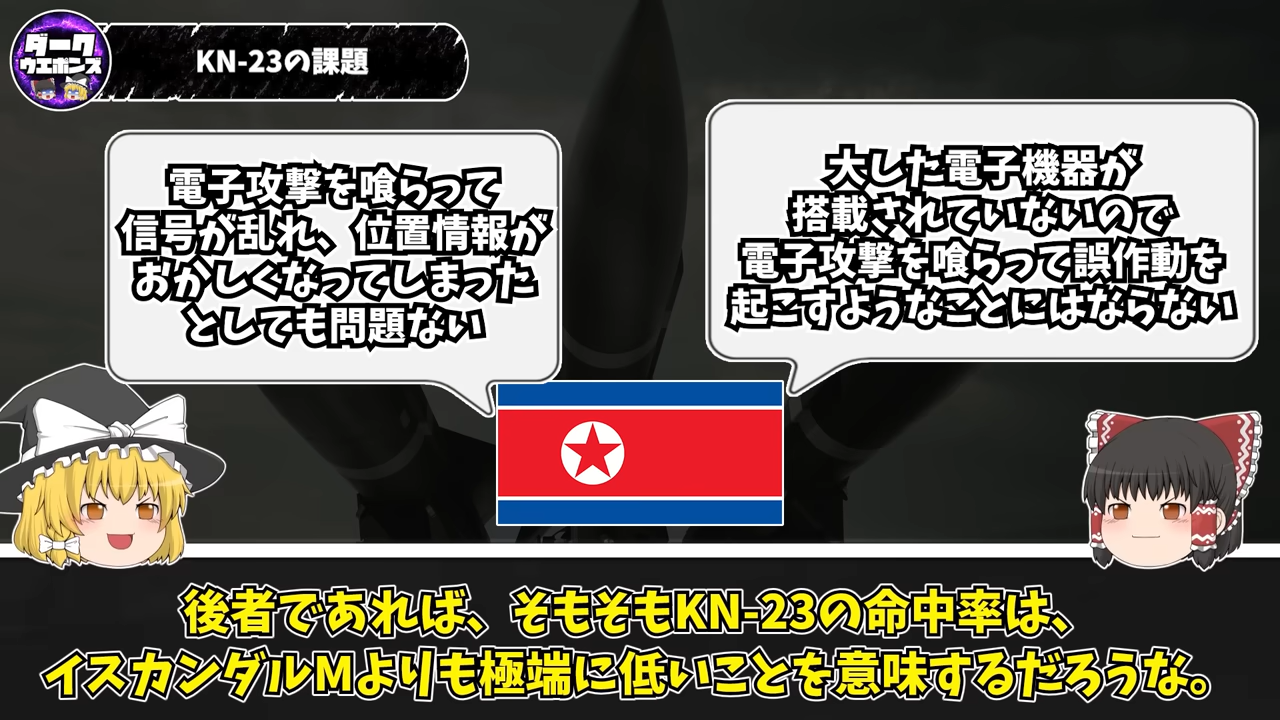 ダーク
ウエポンズ
KN-23の課題
電子攻撃を喰らって
信号が乱れ、位置情報が
おかしくなってしまった
としても問題ない
大した電子機器が
搭載されていないので
電子攻撃を喰らって誤作動を
起こすようなことにはならない
後者であれば、そもそもKN-23の命中率は、
イスカンダルMよりも極端に低いことを意味するだろうな。